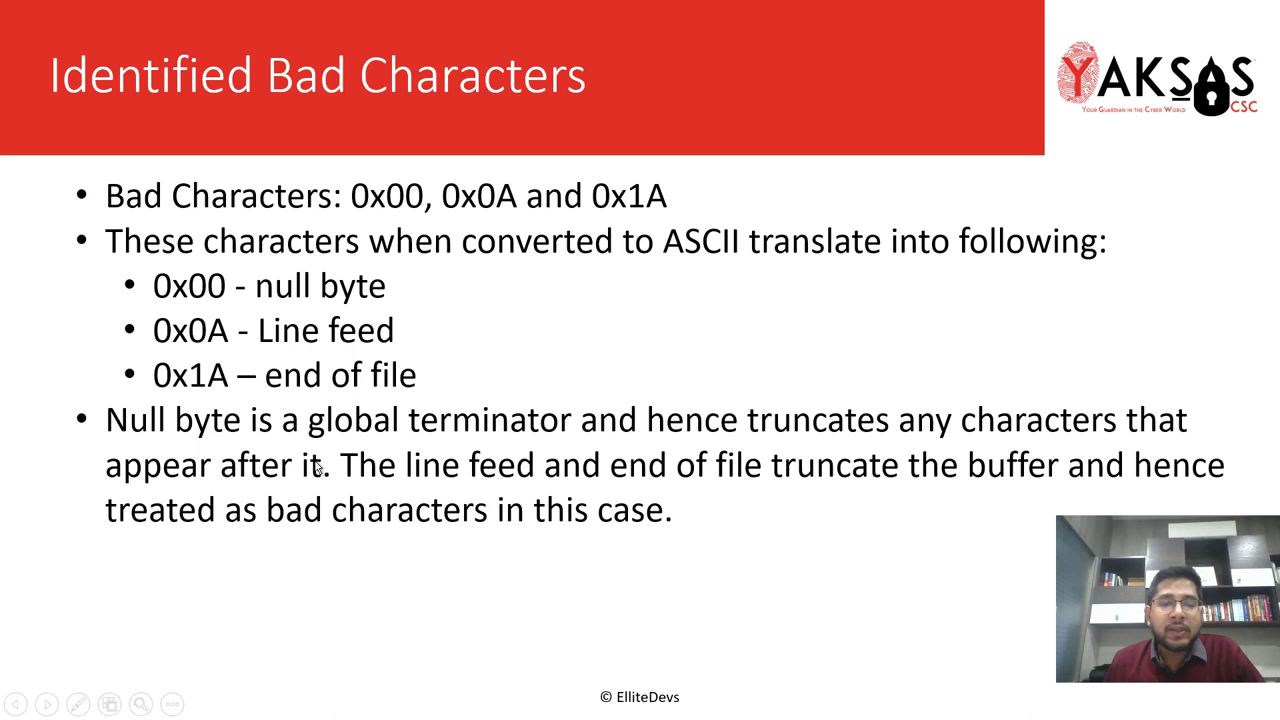 Identified Bad Characters
YAKSAS
CSC
YOUR GUARDIAN IN THE CYBER WORLD
• Bad Characters: 0x00, 0x0A and 0x1A
• These characters when converted to ASCII translate into following:
• 0x00 - null byte
• 0x0A - Line feed
• 0x1A – end of file
• Null byte is a global terminator and hence truncates any characters that
appear after it. The line feed and end of file truncate the buffer and hence
treated as bad characters in this case.
© ElliteDevs